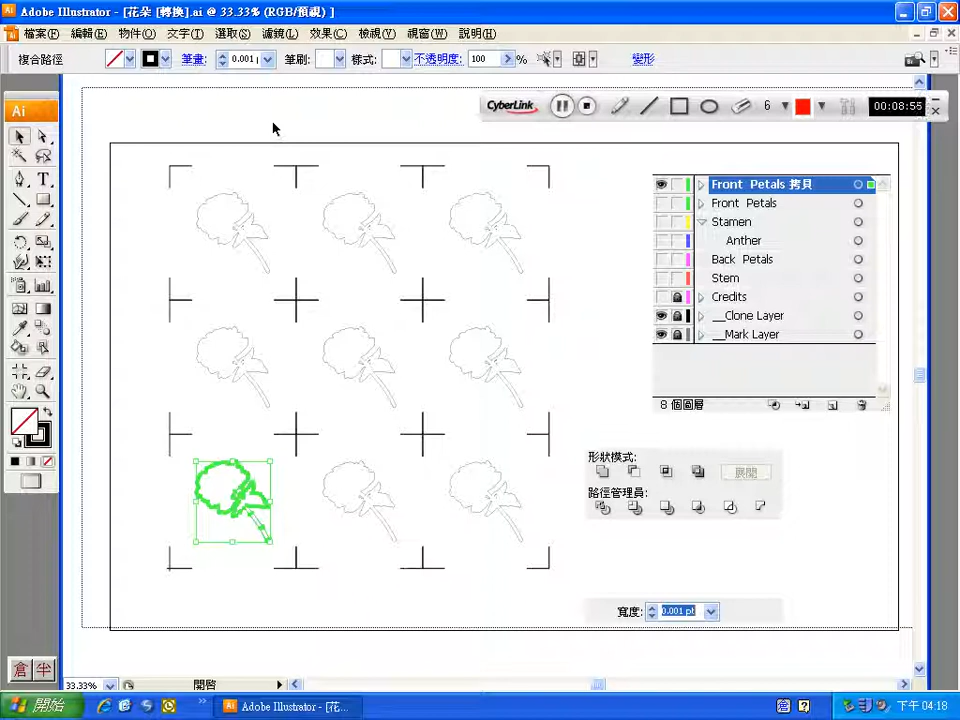 Adobe Illustrator - [花朵 [轉換].ai @ 33.33% (RGB/預視) ]
檔案(F) 編輯(E) 物件(O) 文字(T) 選取(S) 濾鏡(L) 效果(C) 檢視(V) 視窗(W) 說明(H)
複合路徑 筆畫: 0.001 筆刷: 樣式: 不透明度: 100 % 變形
CyberLink 6 00:08:55
Ai
Front Petals 拷貝
Front Petals
Stamen
Anther
Back Petals
Stem
Credits
__Clone Layer
__Mark Layer
8 個圖層
形狀模式:
展開
路徑管理員:
寬度: 0.001 pt
倉 半
33.33% 開啓
開始 Adobe Illustrator - [花... 倉 ? 下午 04:18